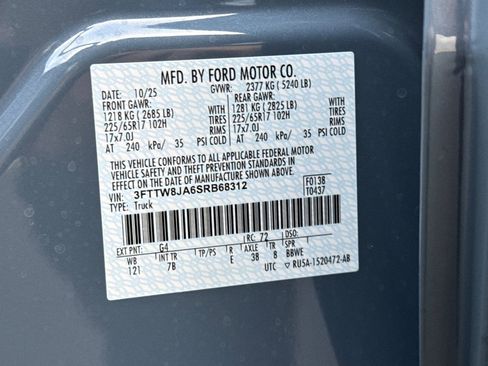 MFD. BY FORD MOTOR CO.
DATE: 10/25 GVWR: 2377 KG ( 5240 LB)
FRONT GAWR: REAR GAWR:
1218 KG ( 2685 LB) WITH 1281 KG ( 2825 LB) WITH
225/65R17 102H TIRES 225/65R17 102H TIRES
17x7.0J RIMS 17x7.0J RIMS
AT 240 kPa/ 35 PSI COLD AT 240 kPa/ 35 PSI COLD
THIS VEHICLE CONFORMS TO ALL APPLICABLE FEDERAL MOTOR
VEHICLE SAFETY AND THEFT PREVENTION STANDARDS IN EFFECT
ON THE DATE OF MANUFACTURE SHOWN ABOVE.
VIN: 3FTTW8JA6SRB68312 F0138
TYPE: Truck T0437
EXT PNT: G4 RC: 72 DSO:
WB INT TR TP/PS R AXLE TR SPR
121 7B E 38 8 BBWE
UTC ▽ RU5A-1520472-AB